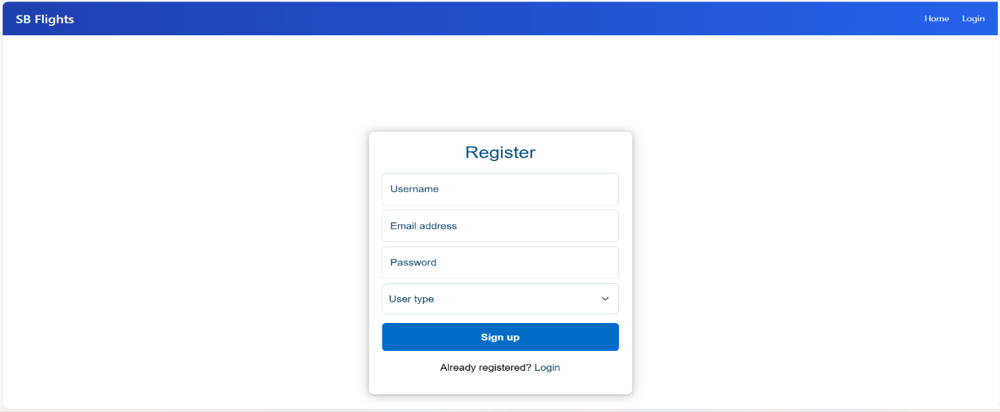 SB Flights
Home Login
Register
Username
Email address
Password
User type
Sign up
Already registered? Login